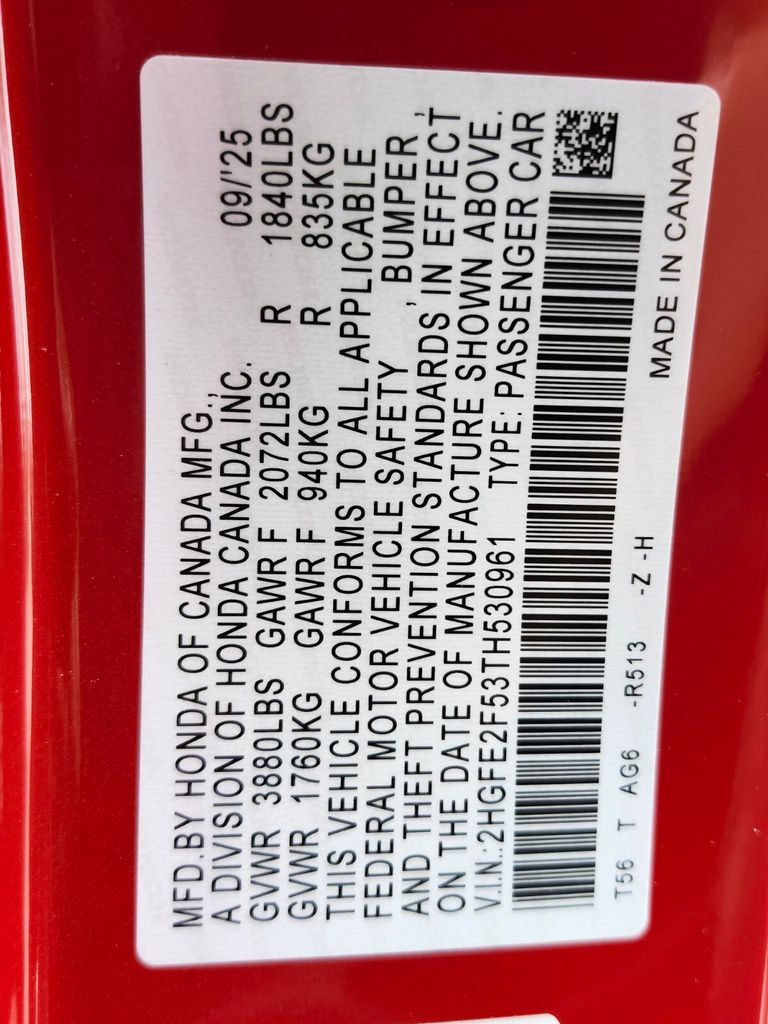 MFD.BY HONDA OF CANADA MFG.,
A DIVISION OF HONDA CANADA INC. 09/'25
GVWR 3880LBS GAWR F 2072LBS R 1840LBS
GVWR 1760KG GAWR F 940KG R 835KG
THIS VEHICLE CONFORMS TO ALL APPLICABLE
FEDERAL MOTOR VEHICLE SAFETY , BUMPER ,
AND THEFT PREVENTION STANDARDS, IN EFFECT
ON THE DATE OF MANUFACTURE SHOWN ABOVE.
V.I.N.:2HGFE2F53TH530961 TYPE: PASSENGER CAR
T56 T AG6 -R513 -Z -H MADE IN CANADA